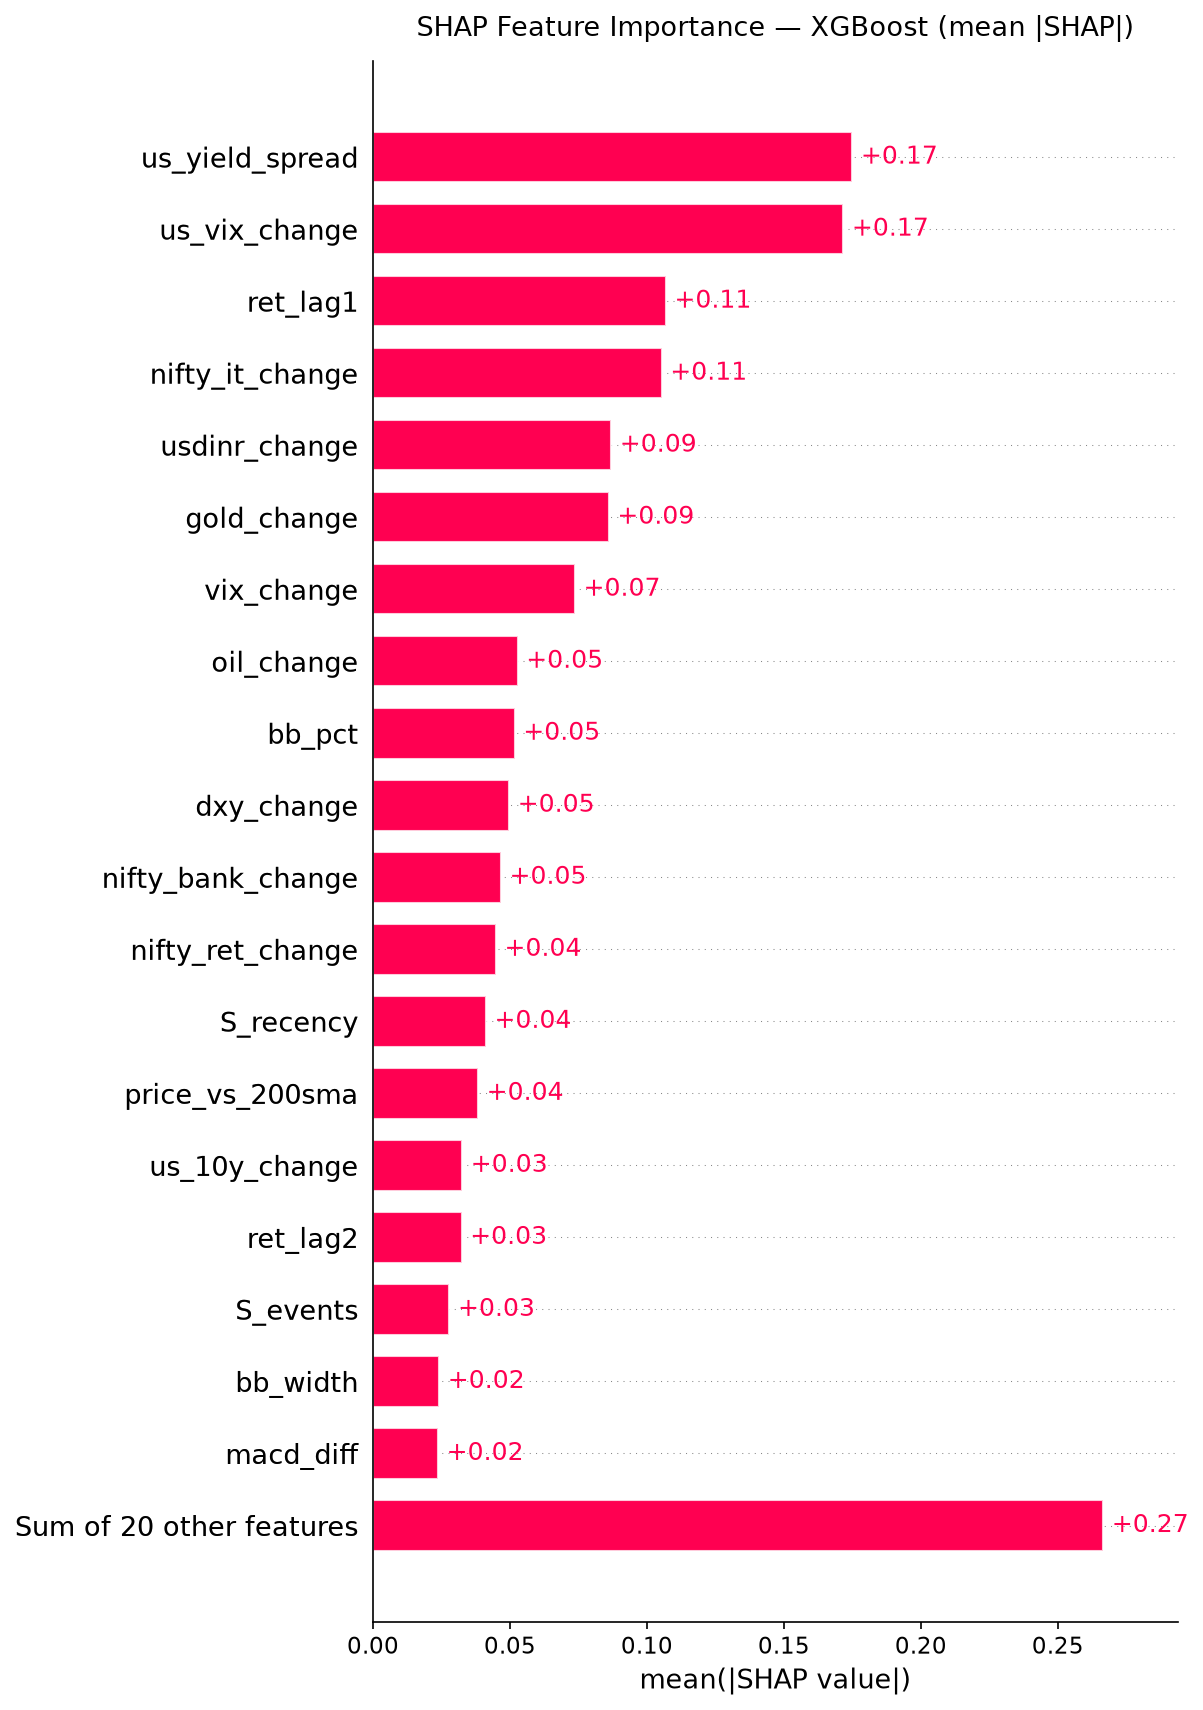 SHAP Feature Importance — XGBoost (mean |SHAP|)
us_yield_spread +0.17
us_vix_change +0.17
ret_lag1 +0.11
nifty_it_change +0.11
usdinr_change +0.09
gold_change +0.09
vix_change +0.07
oil_change +0.05
bb_pct +0.05
dxy_change +0.05
nifty_bank_change +0.05
nifty_ret_change +0.04
S_recency +0.04
price_vs_200sma +0.04
us_10y_change +0.03
ret_lag2 +0.03
S_events +0.03
bb_width +0.02
macd_diff +0.02
Sum of 20 other features +0.27
0.00 0.05 0.10 0.15 0.20 0.25
mean(|SHAP value|)